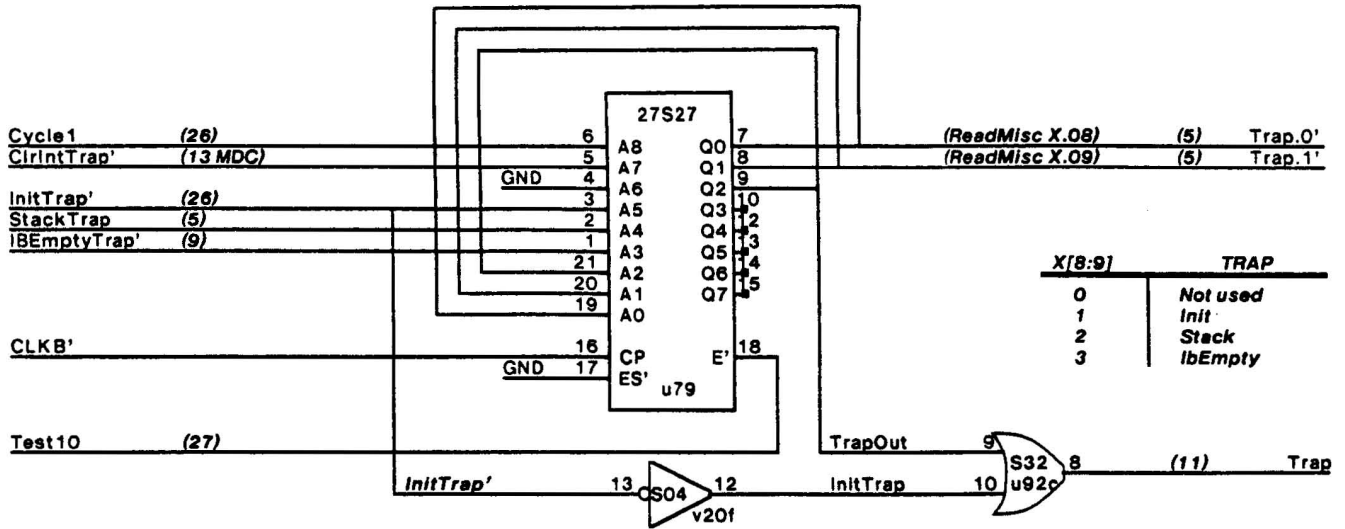 27S27
Cycle1 (26) 6 A8 Q0 7 (ReadMisc X.08) (5) Trap.0'
ClrIntTrap' (13 MDC) 5 A7 Q1 8 (ReadMisc X.09) (5) Trap.1'
GND 4 A6 Q2 9
InitTrap' (26) 3 A5 Q3 10
StackTrap (5) 2 A4 Q4 2
IBEmptyTrap' (9) 1 A3 Q5 3
21 A2 Q6 4
20 A1 Q7 5
19 A0
X[8:9] TRAP
0 Not used
1 Init
2 Stack
3 IbEmpty
CLKB' 16 CP E' 18
GND 17 ES'
u79
Test10 (27) TrapOut 9
S32 8 (11) Trap
InitTrap' 13 S04 12 InitTrap 10 u92c
v20f